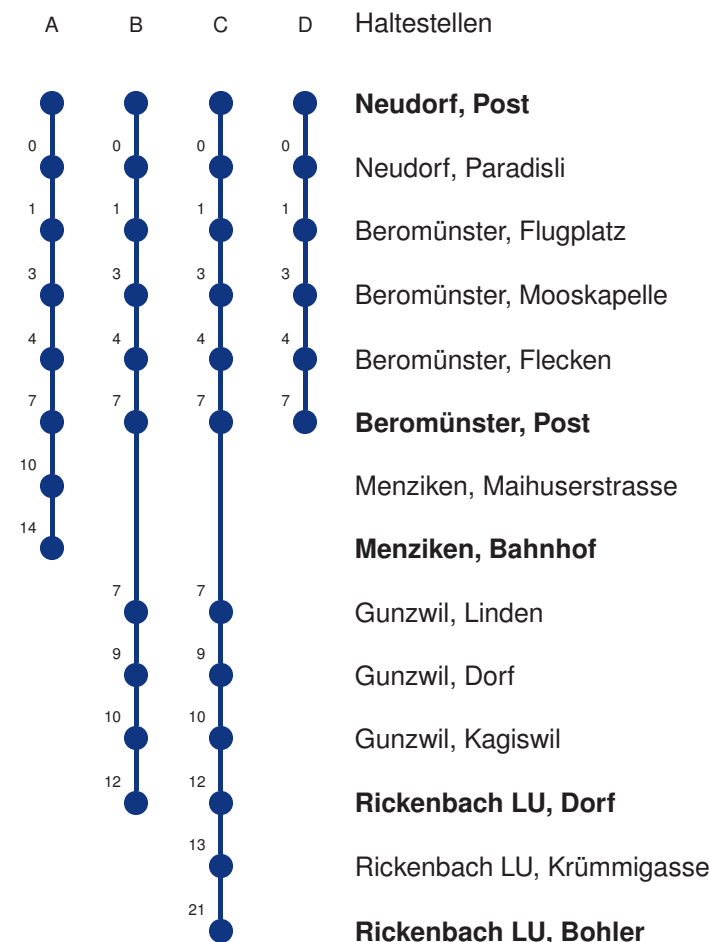 A B C D Haltestellen
Neudorf, Post
0 0 0 0 Neudorf, Paradisli
1 1 1 1 Beromünster, Flugplatz
3 3 3 3 Beromünster, Mooskapelle
4 4 4 4 Beromünster, Flecken
7 7 7 7 Beromünster, Post
10 Menziken, Maihuserstrasse
14 Menziken, Bahnhof
7 7 Gunzwil, Linden
9 9 Gunzwil, Dorf
10 10 Gunzwil, Kagiswil
12 12 Rickenbach LU, Dorf
13 Rickenbach LU, Krümmigasse
21 Rickenbach LU, Bohler